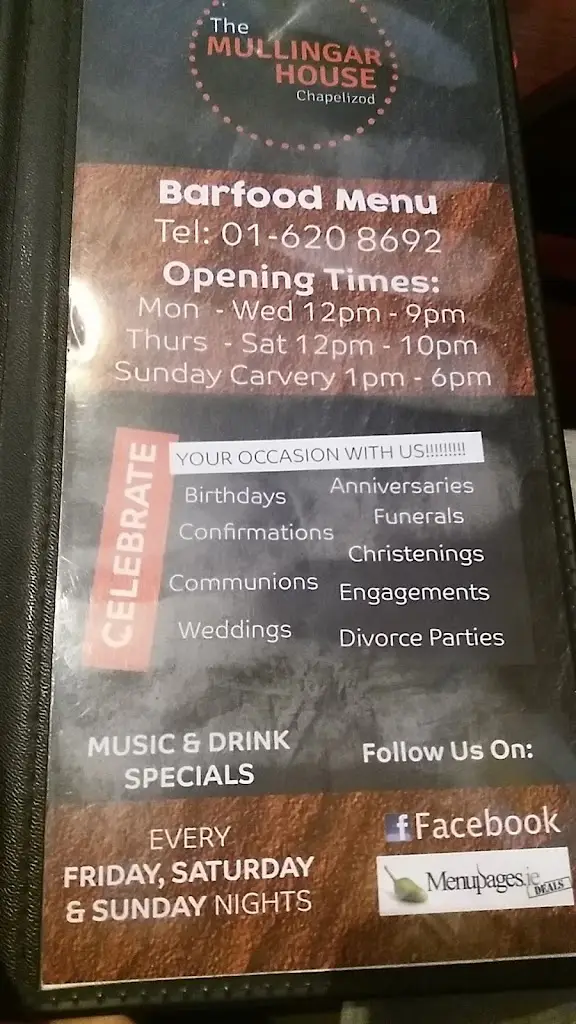 The
MULLINGAR
HOUSE
Chapelizod
Barfood Menu
Tel: 01-620 8692
Opening Times:
Mon - Wed 12pm - 9pm
Thurs - Sat 12pm - 10pm
Sunday Carvery 1pm - 6pm
CELEBRATE
YOUR OCCASION WITH US!!!!!!!!!
Birthdays
Anniversaries
Funerals
Confirmations
Christenings
Communions
Engagements
Weddings
Divorce Parties
MUSIC & DRINK
SPECIALS
Follow Us On:
EVERY
FRIDAY, SATURDAY
& SUNDAY NIGHTS
f Facebook
Menupages.ie
DEALS